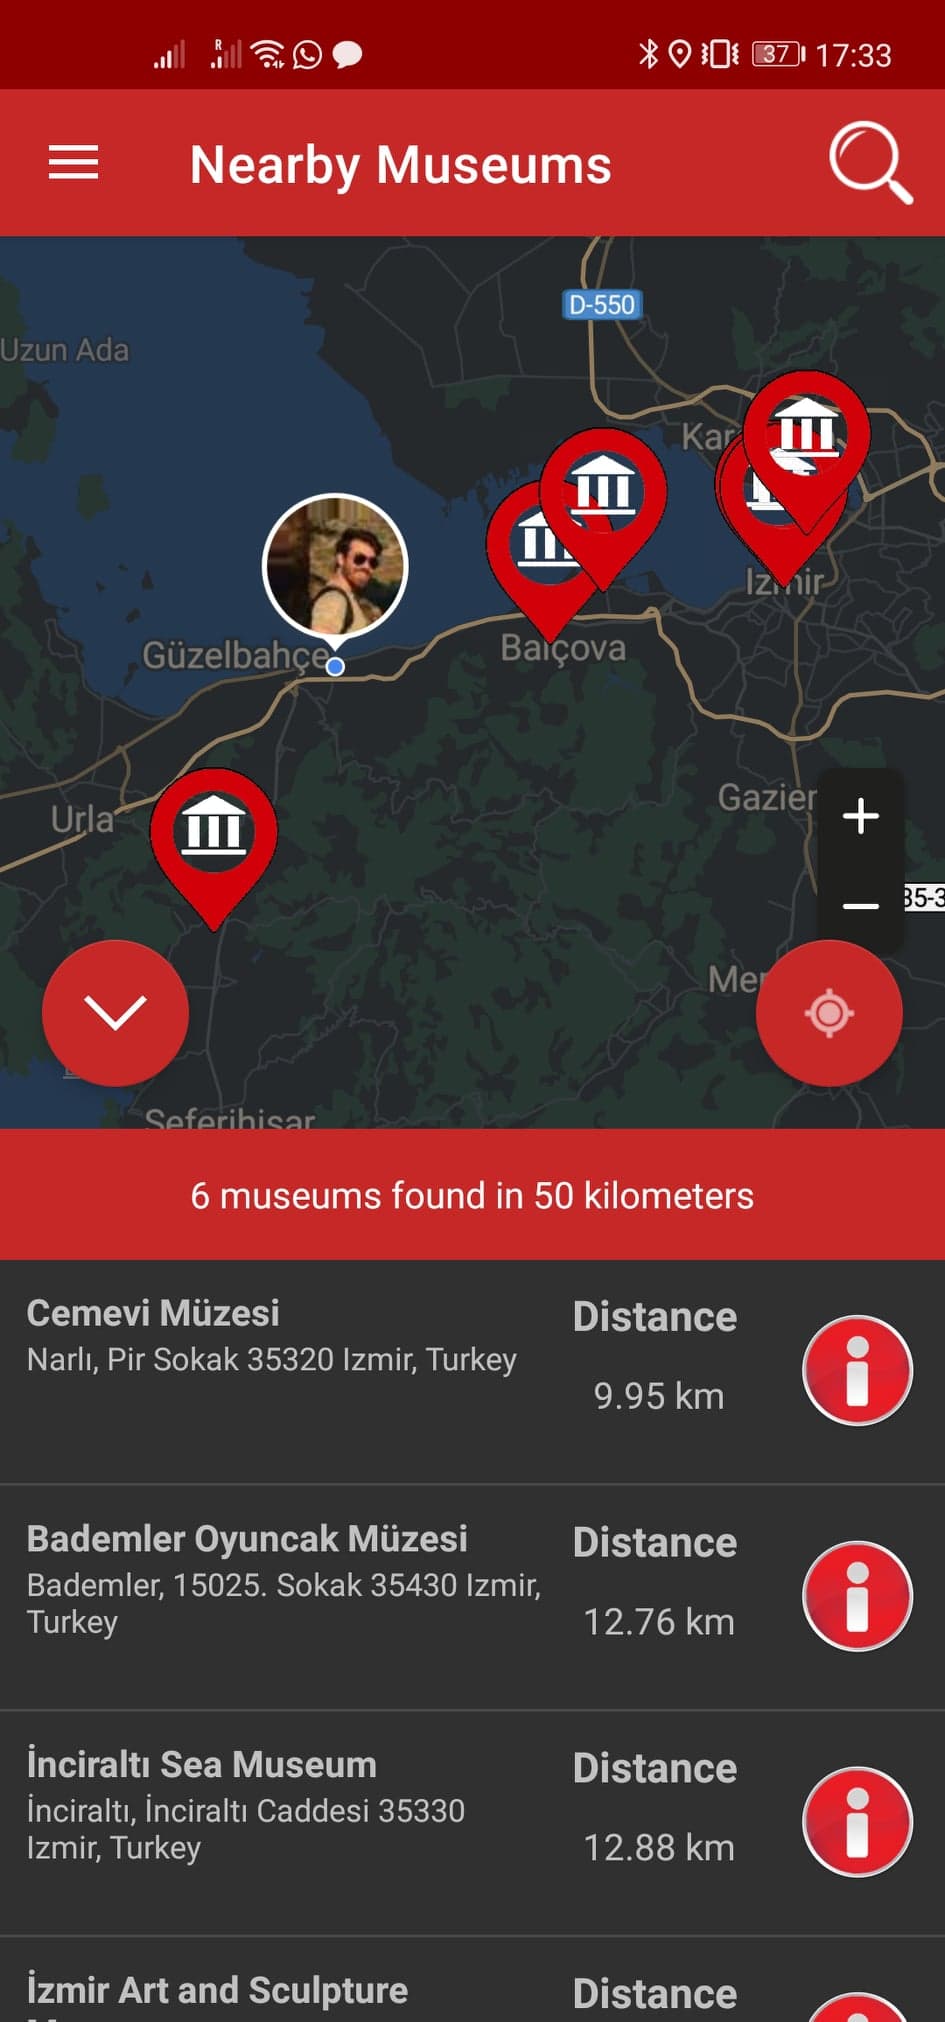 R
37 17:33
Nearby Museums
D-550
Uzun Ada
Kar
Izmir
Güzelbahçe
Balçova
Gazier
Urla
35-3
Mer
Seferihisar
6 museums found in 50 kilometers
Cemevi Müzesi
Narlı, Pir Sokak 35320 Izmir, Turkey
Distance
9.95 km
Bademler Oyuncak Müzesi
Bademler, 15025. Sokak 35430 Izmir,
Turkey
Distance
12.76 km
İnciraltı Sea Museum
İnciraltı, İnciraltı Caddesi 35330
Izmir, Turkey
Distance
12.88 km
İzmir Art and Sculpture
Distance